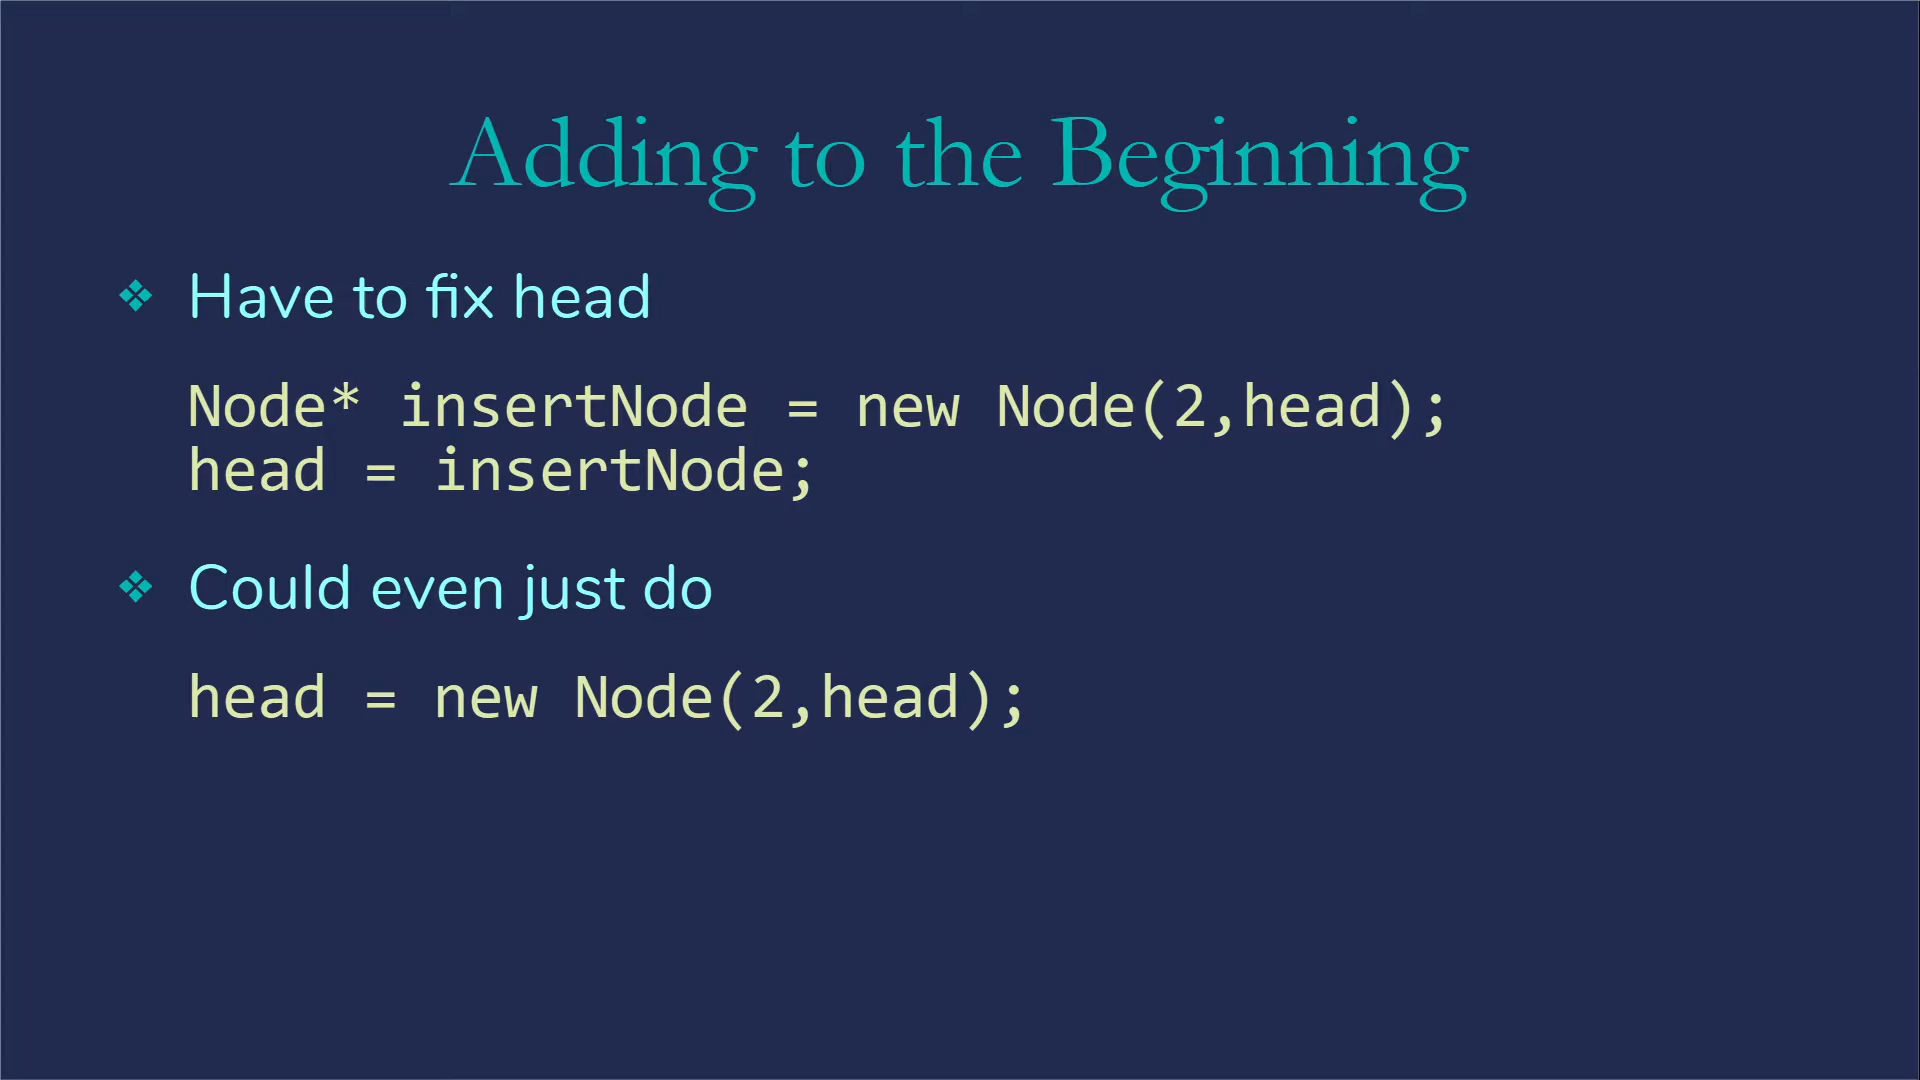 Adding to the Beginning
❖ Have to fix head
Node* insertNode = new Node(2,head);
head = insertNode;
❖ Could even just do
head = new Node(2,head);